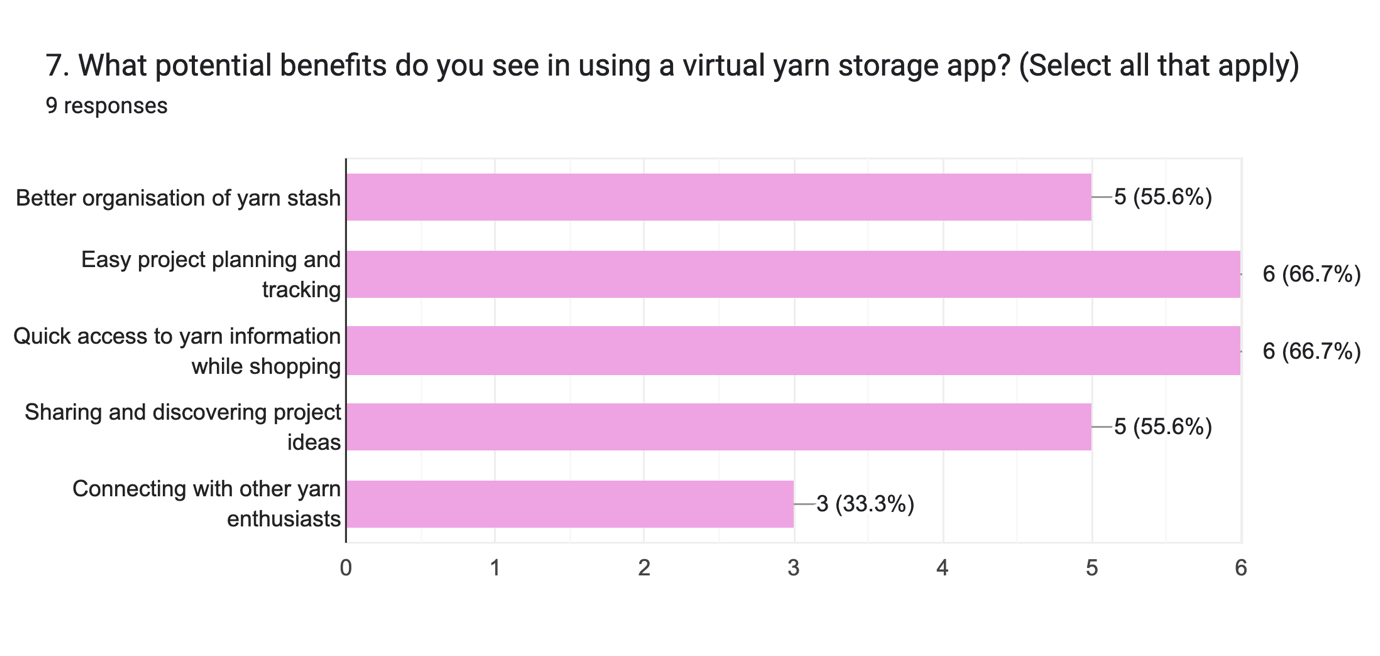 7. What potential benefits do you see in using a virtual yarn storage app? (Select all that apply)
9 responses
Better organisation of yarn stash
5 (55.6%)
Easy project planning and
tracking
6 (66.7%)
Quick access to yarn information
while shopping
6 (66.7%)
Sharing and discovering project
ideas
5 (55.6%)
Connecting with other yarn
enthusiasts
3 (33.3%)
0 1 2 3 4 5 6